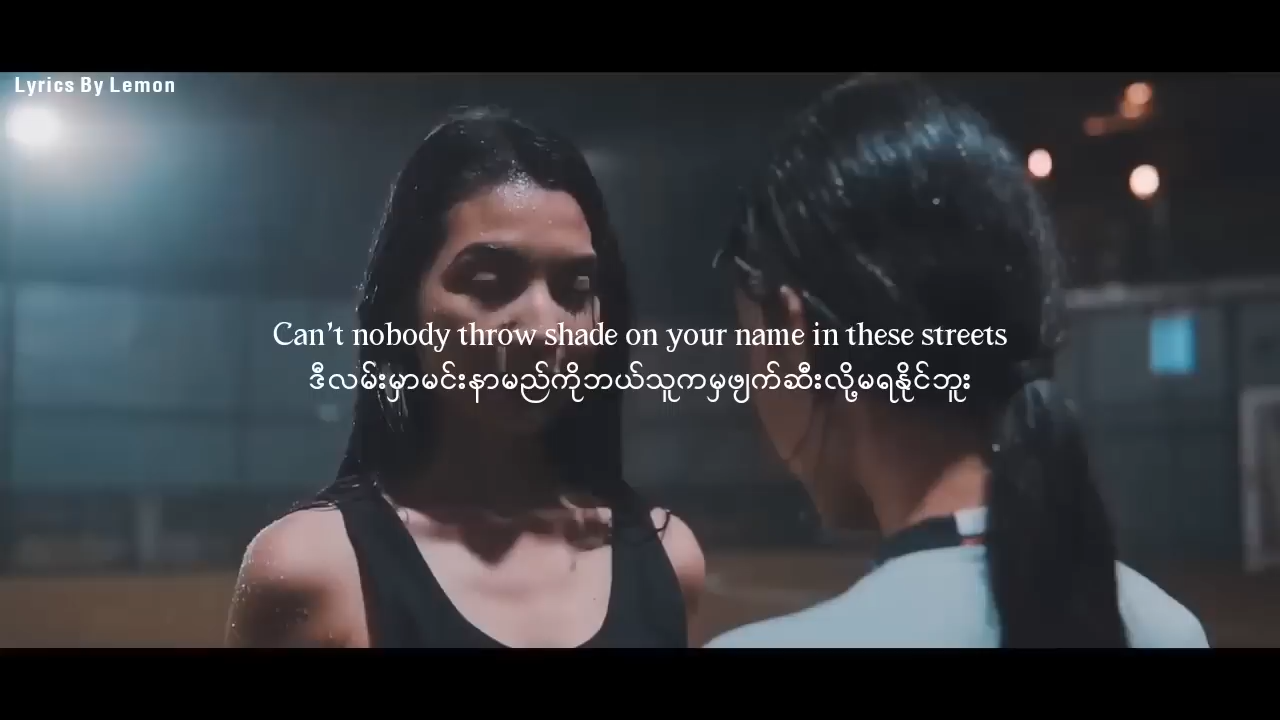 Lyrics By Lemon
Can't nobody throw shade on your name in these streets
ဒီလမ်းမှာမင်းနာမည်ကိုဘယ်သူကမှဖျက်ဆီးလို့မရနိုင်ဘူး